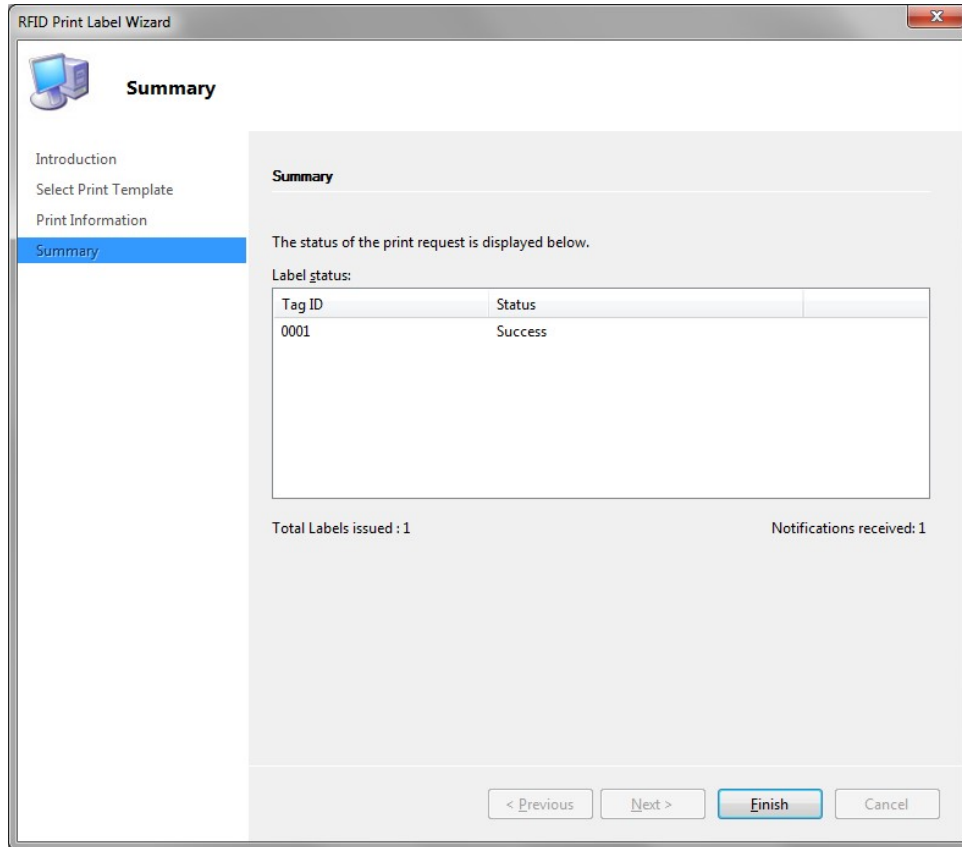 RFID Print Label Wizard
Summary
Introduction
Select Print Template
Print Information
Summary
Summary
The status of the print request is displayed below.
Label status:
Tag ID Status
0001 Success
Total Labels issued : 1 Notifications received: 1
< Previous Next > Finish Cancel